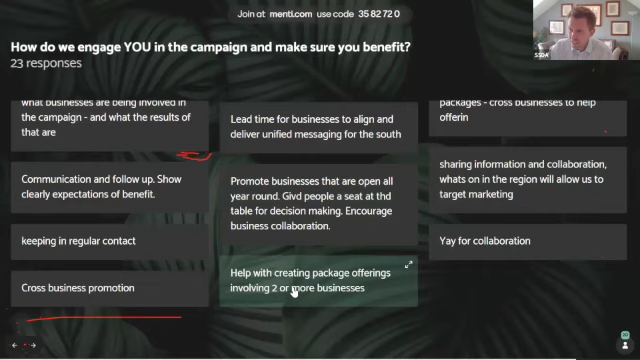 Join at menti.com use code 35 82 72 0
How do we engage YOU in the campaign and make sure you benefit?
23 responses
what businesses are being involved in
the campaign - and what the results of
that are
Communication and follow up. Show
clearly expectations of benefit.
keeping in regular contact
Cross business promotion
Lead time for businesses to align and
deliver unified messaging for the south
Promote businesses that are open all
year round. Givd people a seat at thd
table for decision making. Encourage
business collaboration.
Help with creating package offerings
involving 2 or more businesses
packages - cross businesses to help
offerin
sharing information and collaboration,
whats on in the region will allow us to
target marketing
Yay for collaboration